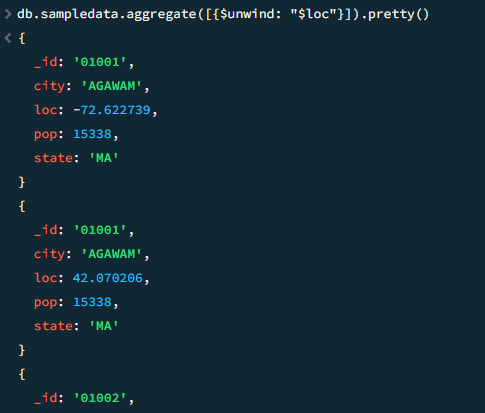 > db.sampledata.aggregate([{$unwind: "$loc"}]).pretty()
< {
_id: '01001',
city: 'AGAWAM',
loc: -72.622739,
pop: 15338,
state: 'MA'
}
{
_id: '01001',
city: 'AGAWAM',
loc: 42.070206,
pop: 15338,
state: 'MA'
}
{
_id: '01002',